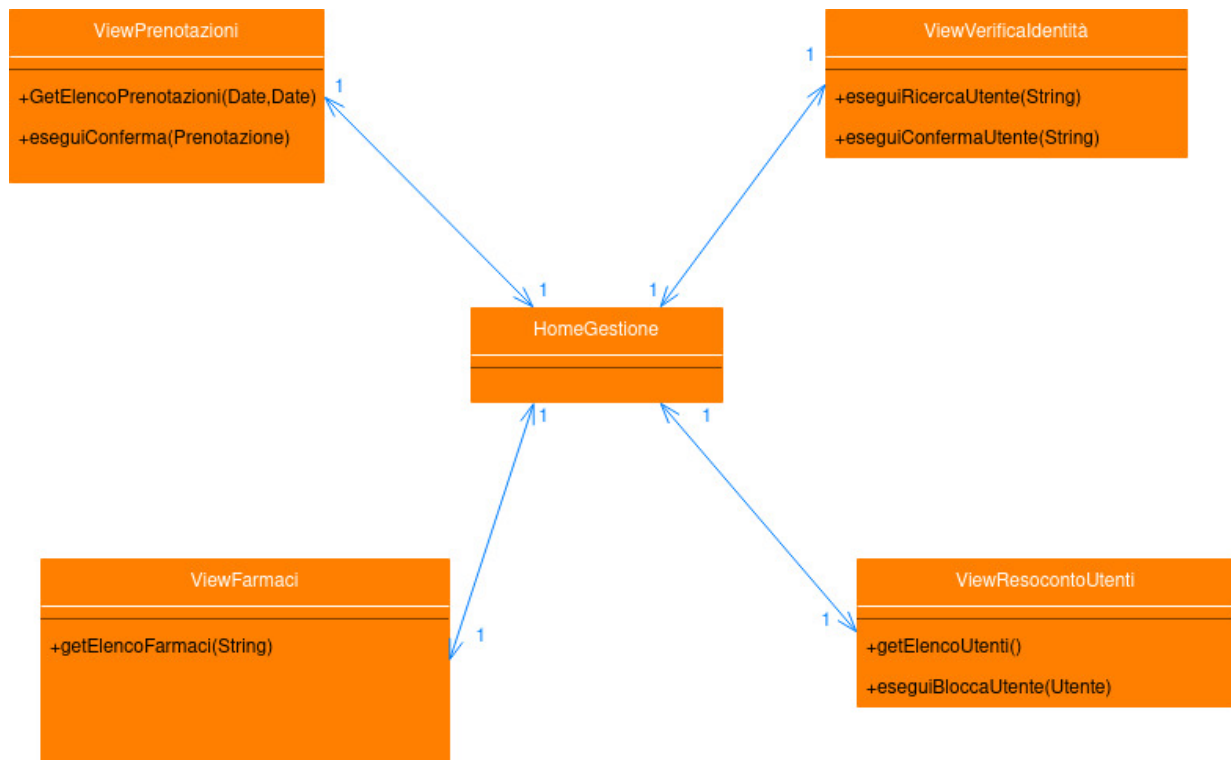 ViewPrenotazioni
+GetElencoPrenotazioni(Date,Date)
+eseguiConferma(Prenotazione)
1
ViewVerificaIdentità
+eseguiRicercaUtente(String)
+eseguiConfermaUtente(String)
1
1
1
HomeGestione
1
1
ViewFarmaci
+getElencoFarmaci(String)
1
ViewResocontoUtenti
+getElencoUtenti()
+eseguiBloccaUtente(Utente)
1